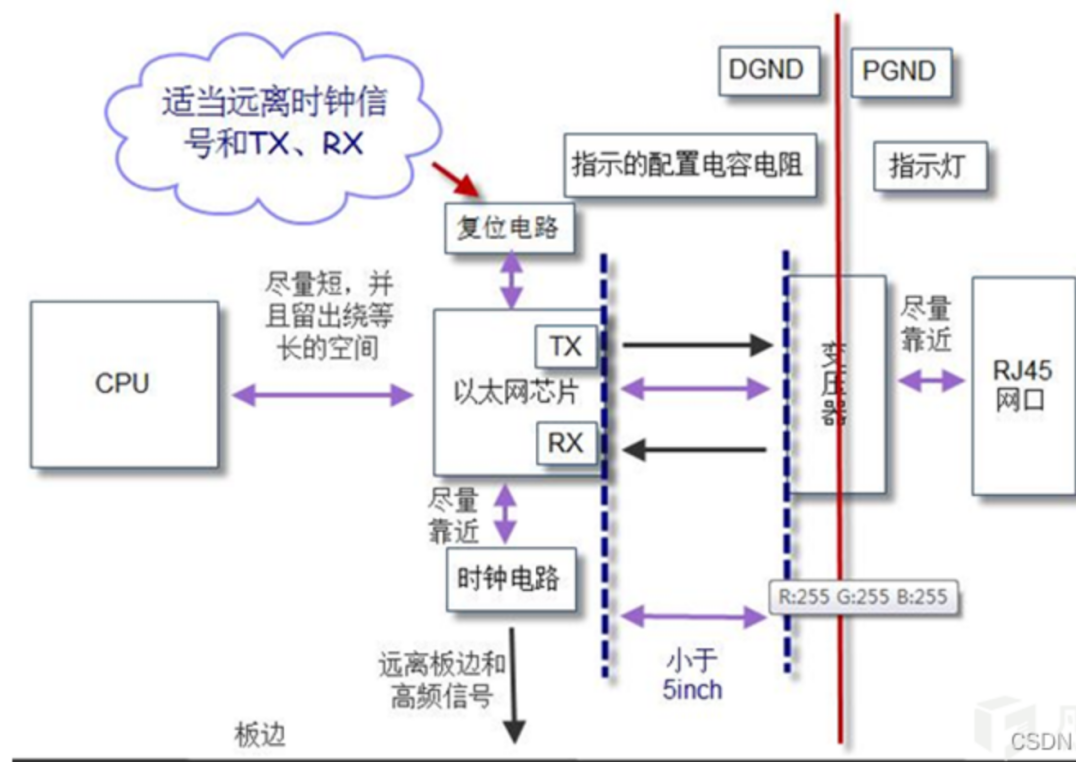 DGND
PGND
适当远离时钟信
号和TX、RX
指示的配置电容电阻
指示灯
复位电路
尽量短，并
且留出绕等
长的空间
CPU
以太网芯片
TX
RX
变
压
器
尽量
靠近
RJ45
网口
尽量
靠近
时钟电路
R:255 G:255 B:255
小于
5inch
远离板边和
高频信号
板边
CSDN